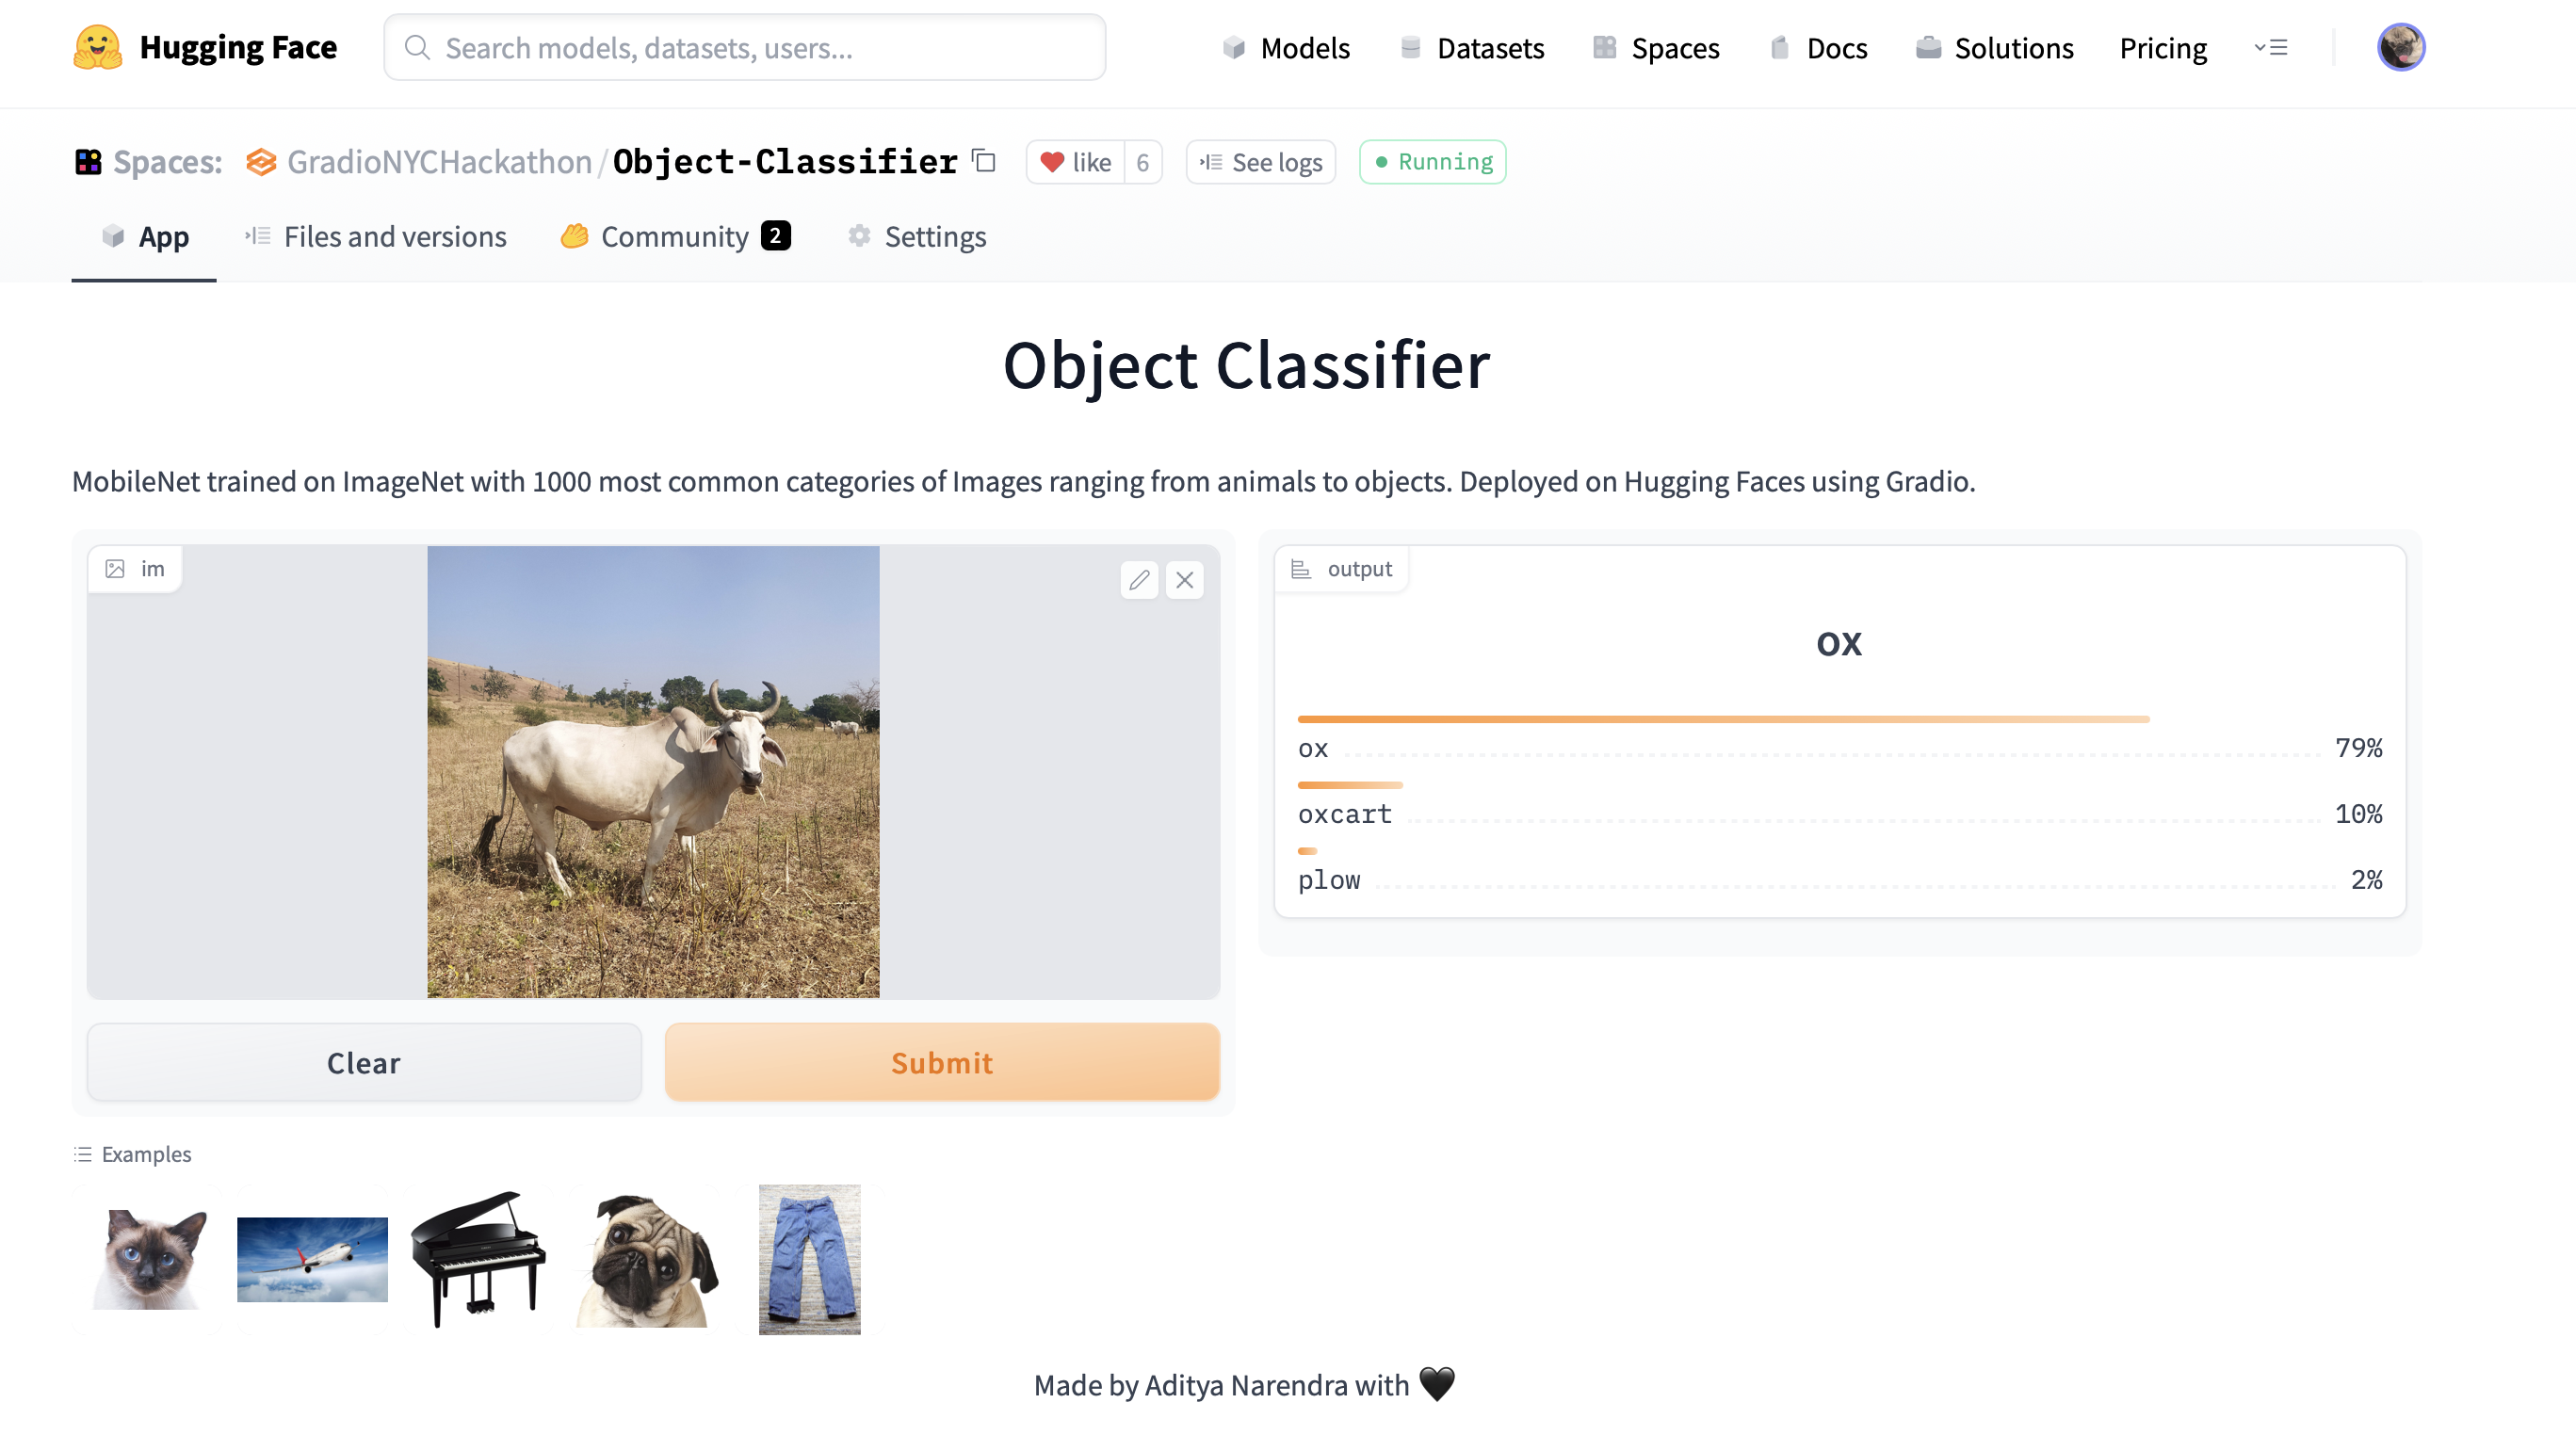 Hugging Face
Search models, datasets, users...
Models
Datasets
Spaces
Docs
Solutions
Pricing
Spaces: GradioNYCHackathon/Object-Classifier
like 6
See logs
Running
App
Files and versions
Community 2
Settings
Object Classifier
MobileNet trained on ImageNet with 1000 most common categories of Images ranging from animals to objects. Deployed on Hugging Faces using Gradio.
im
output
ox
ox 79%
oxcart 10%
plow 2%
Clear
Submit
Examples
Made by Aditya Narendra with 🖤